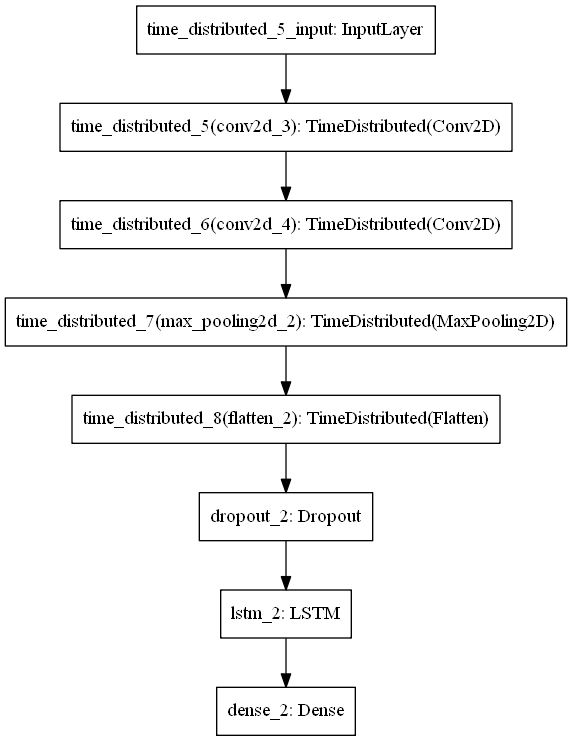 time_distributed_5_input: InputLayer
time_distributed_5(conv2d_3): TimeDistributed(Conv2D)
time_distributed_6(conv2d_4): TimeDistributed(Conv2D)
time_distributed_7(max_pooling2d_2): TimeDistributed(MaxPooling2D)
time_distributed_8(flatten_2): TimeDistributed(Flatten)
dropout_2: Dropout
lstm_2: LSTM
dense_2: Dense